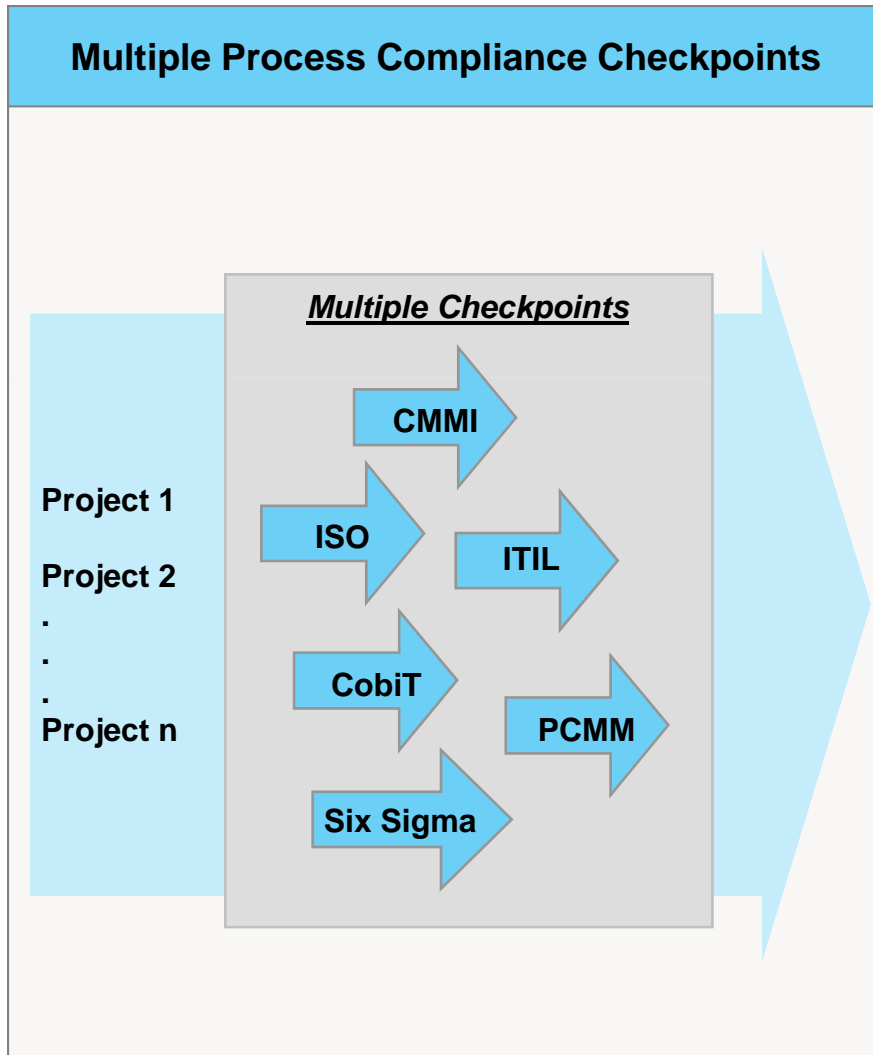 Multiple Process Compliance Checkpoints
Multiple Checkpoints
CMMI
Project 1
ISO
ITIL
Project 2
.
.
.
CobiT
Project n
PCMM
Six Sigma